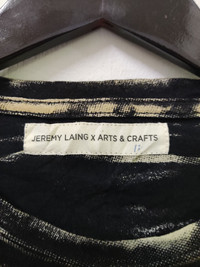 JEREMY LAING X ARTS & CRAFTS